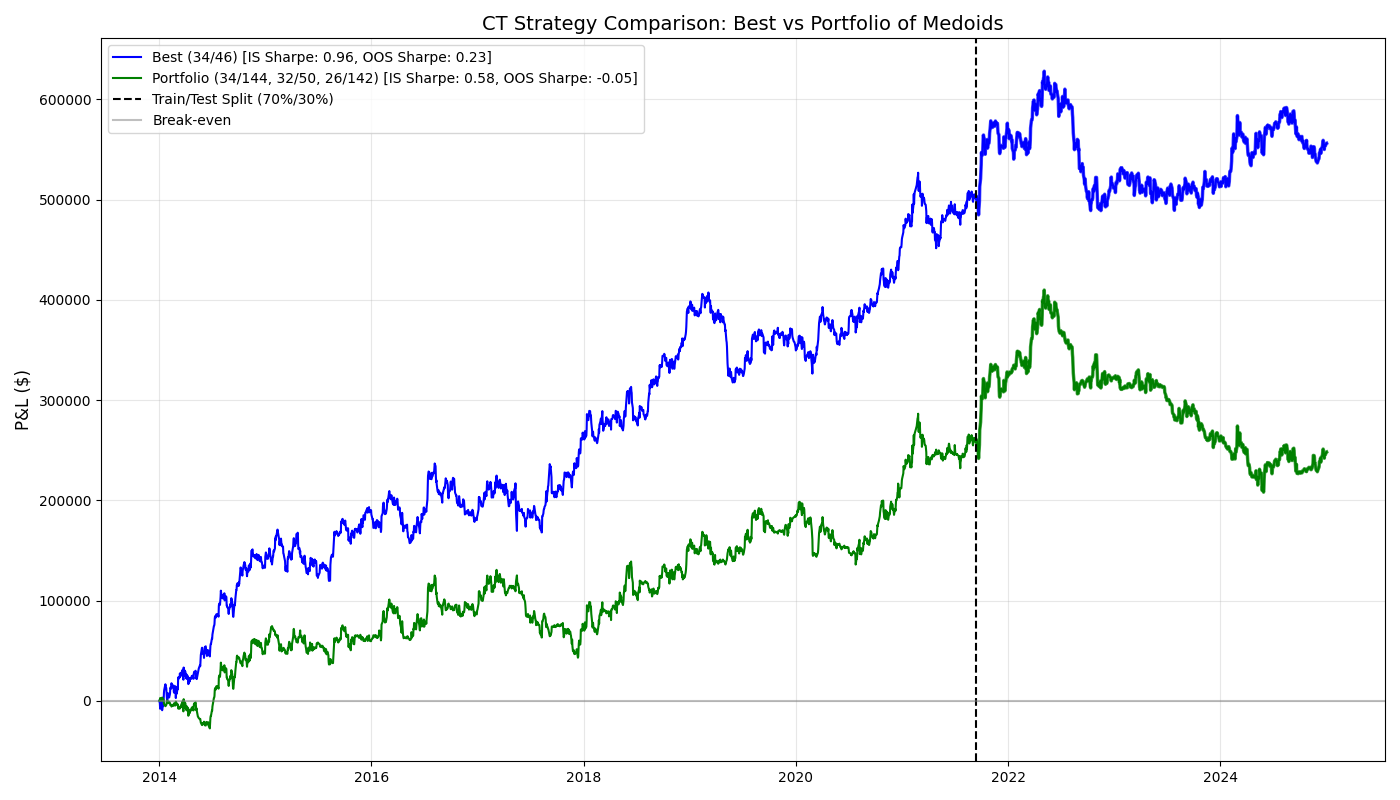 CT Strategy Comparison: Best vs Portfolio of Medoids
Best (34/46) [IS Sharpe: 0.96, OOS Sharpe: 0.23]
Portfolio (34/144, 32/50, 26/142) [IS Sharpe: 0.58, OOS Sharpe: -0.05]
Train/Test Split (70%/30%)
Break-even
P&L ($)
600000
500000
400000
300000
200000
100000
0
2014 2016 2018 2020 2022 2024